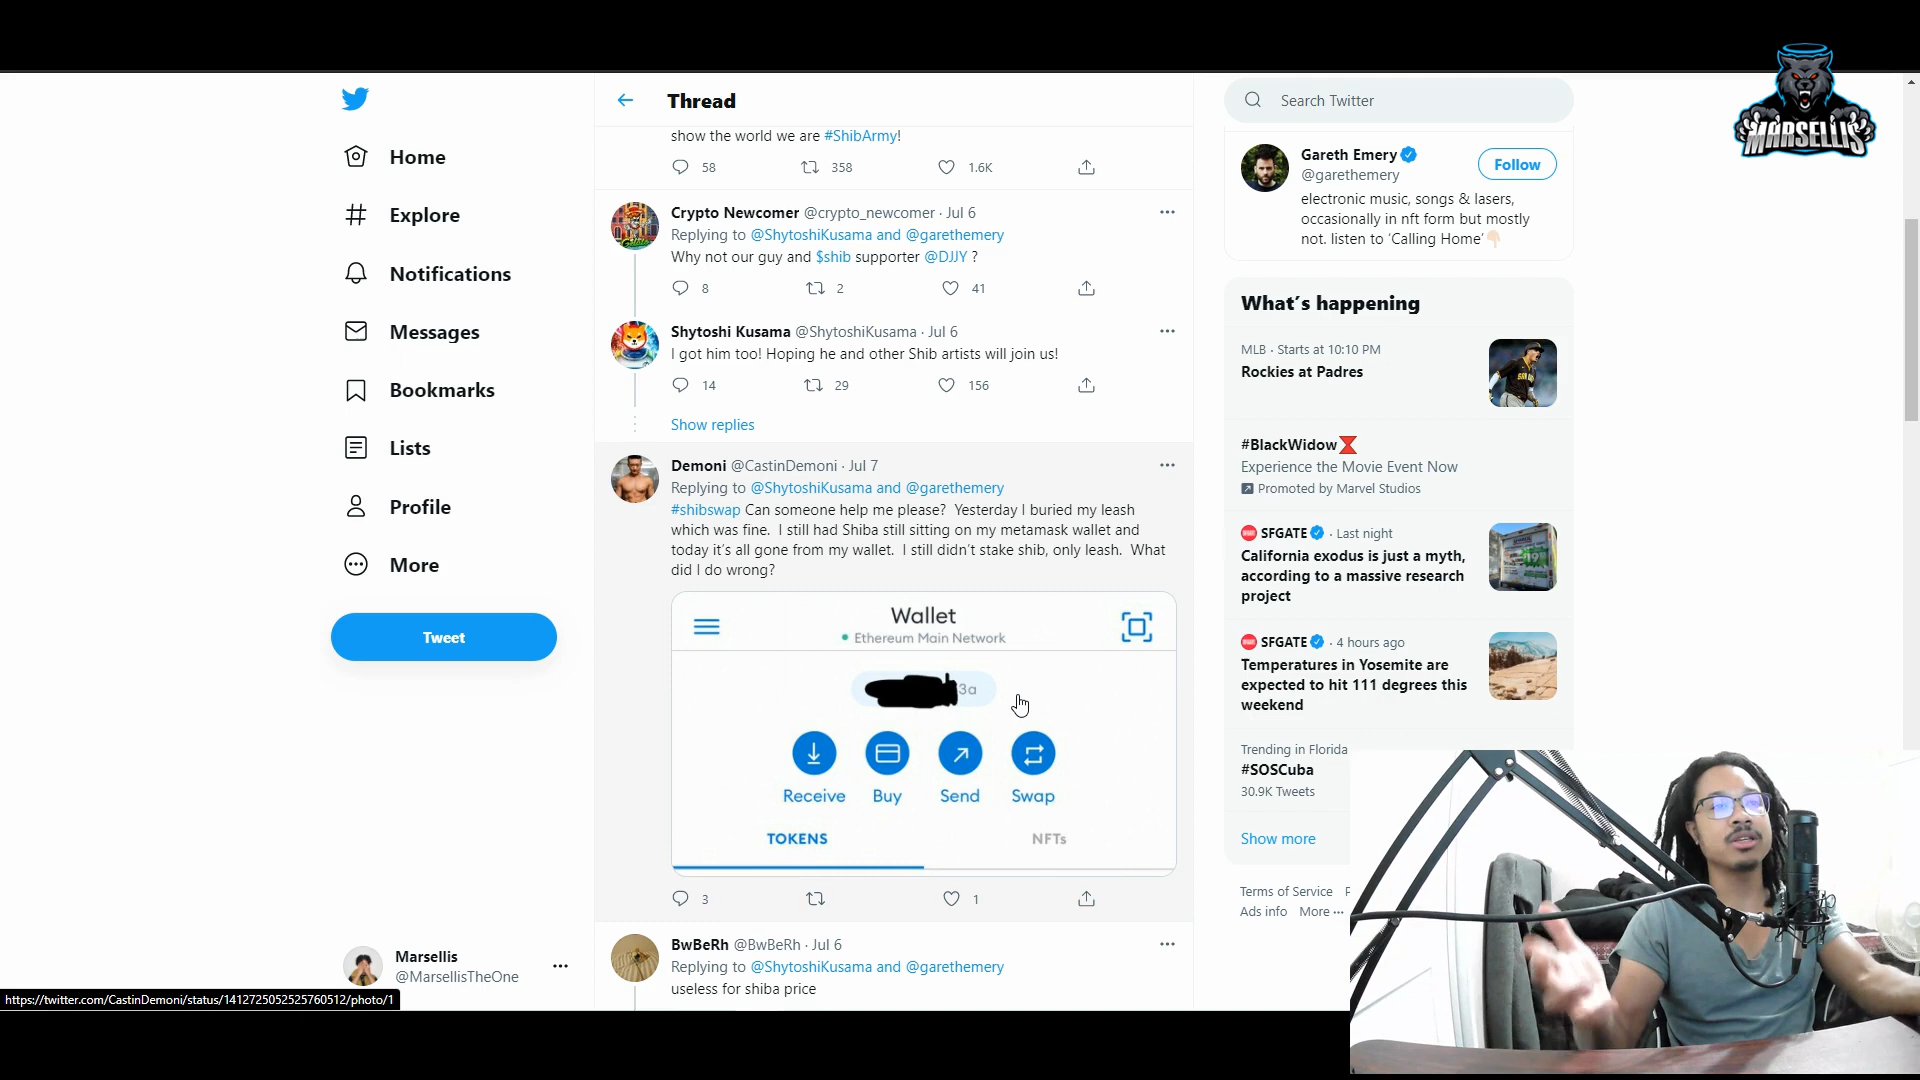 MARSELLIS
Home
Explore
Notifications
Messages
Bookmarks
Lists
Profile
More
Tweet
Marsellis
@MarsellisTheOne
https://twitter.com/CastinDemoni/status/1412725052525760512/photo/1
Thread
show the world we are #ShibArmy!
58 358 1.6K
Crypto Newcomer @crypto_newcomer · Jul 6
Replying to @ShytoshiKusama and @garethemery
Why not our guy and $shib supporter @DJJY ?
8 2 41
Shytoshi Kusama @ShytoshiKusama · Jul 6
I got him too! Hoping he and other Shib artists will join us!
14 29 156
Show replies
Demoni @CastinDemoni · Jul 7
Replying to @ShytoshiKusama and @garethemery
#shibswap Can someone help me please? Yesterday I buried my leash
which was fine. I still had Shiba still sitting on my metamask wallet and
today it's all gone from my wallet. I still didn't stake shib, only leash. What
did I do wrong?
Wallet
Ethereum Main Network
3a
Receive Buy Send Swap
TOKENS NFTs
3 1
BwBeRh @BwBeRh · Jul 6
Replying to @ShytoshiKusama and @garethemery
useless for shiba price
Search Twitter
Gareth Emery
@garethemery
Follow
electronic music, songs & lasers,
occasionally in nft form but mostly
not. listen to 'Calling Home'
What's happening
MLB · Starts at 10:10 PM
Rockies at Padres
#BlackWidow
Experience the Movie Event Now
Promoted by Marvel Studios
SFGATE · Last night
California exodus is just a myth,
according to a massive research
project
SFGATE · 4 hours ago
Temperatures in Yosemite are
expected to hit 111 degrees this
weekend
Trending in Florida
#SOSCuba
30.9K Tweets
Show more
Terms of Service
Ads info More ...